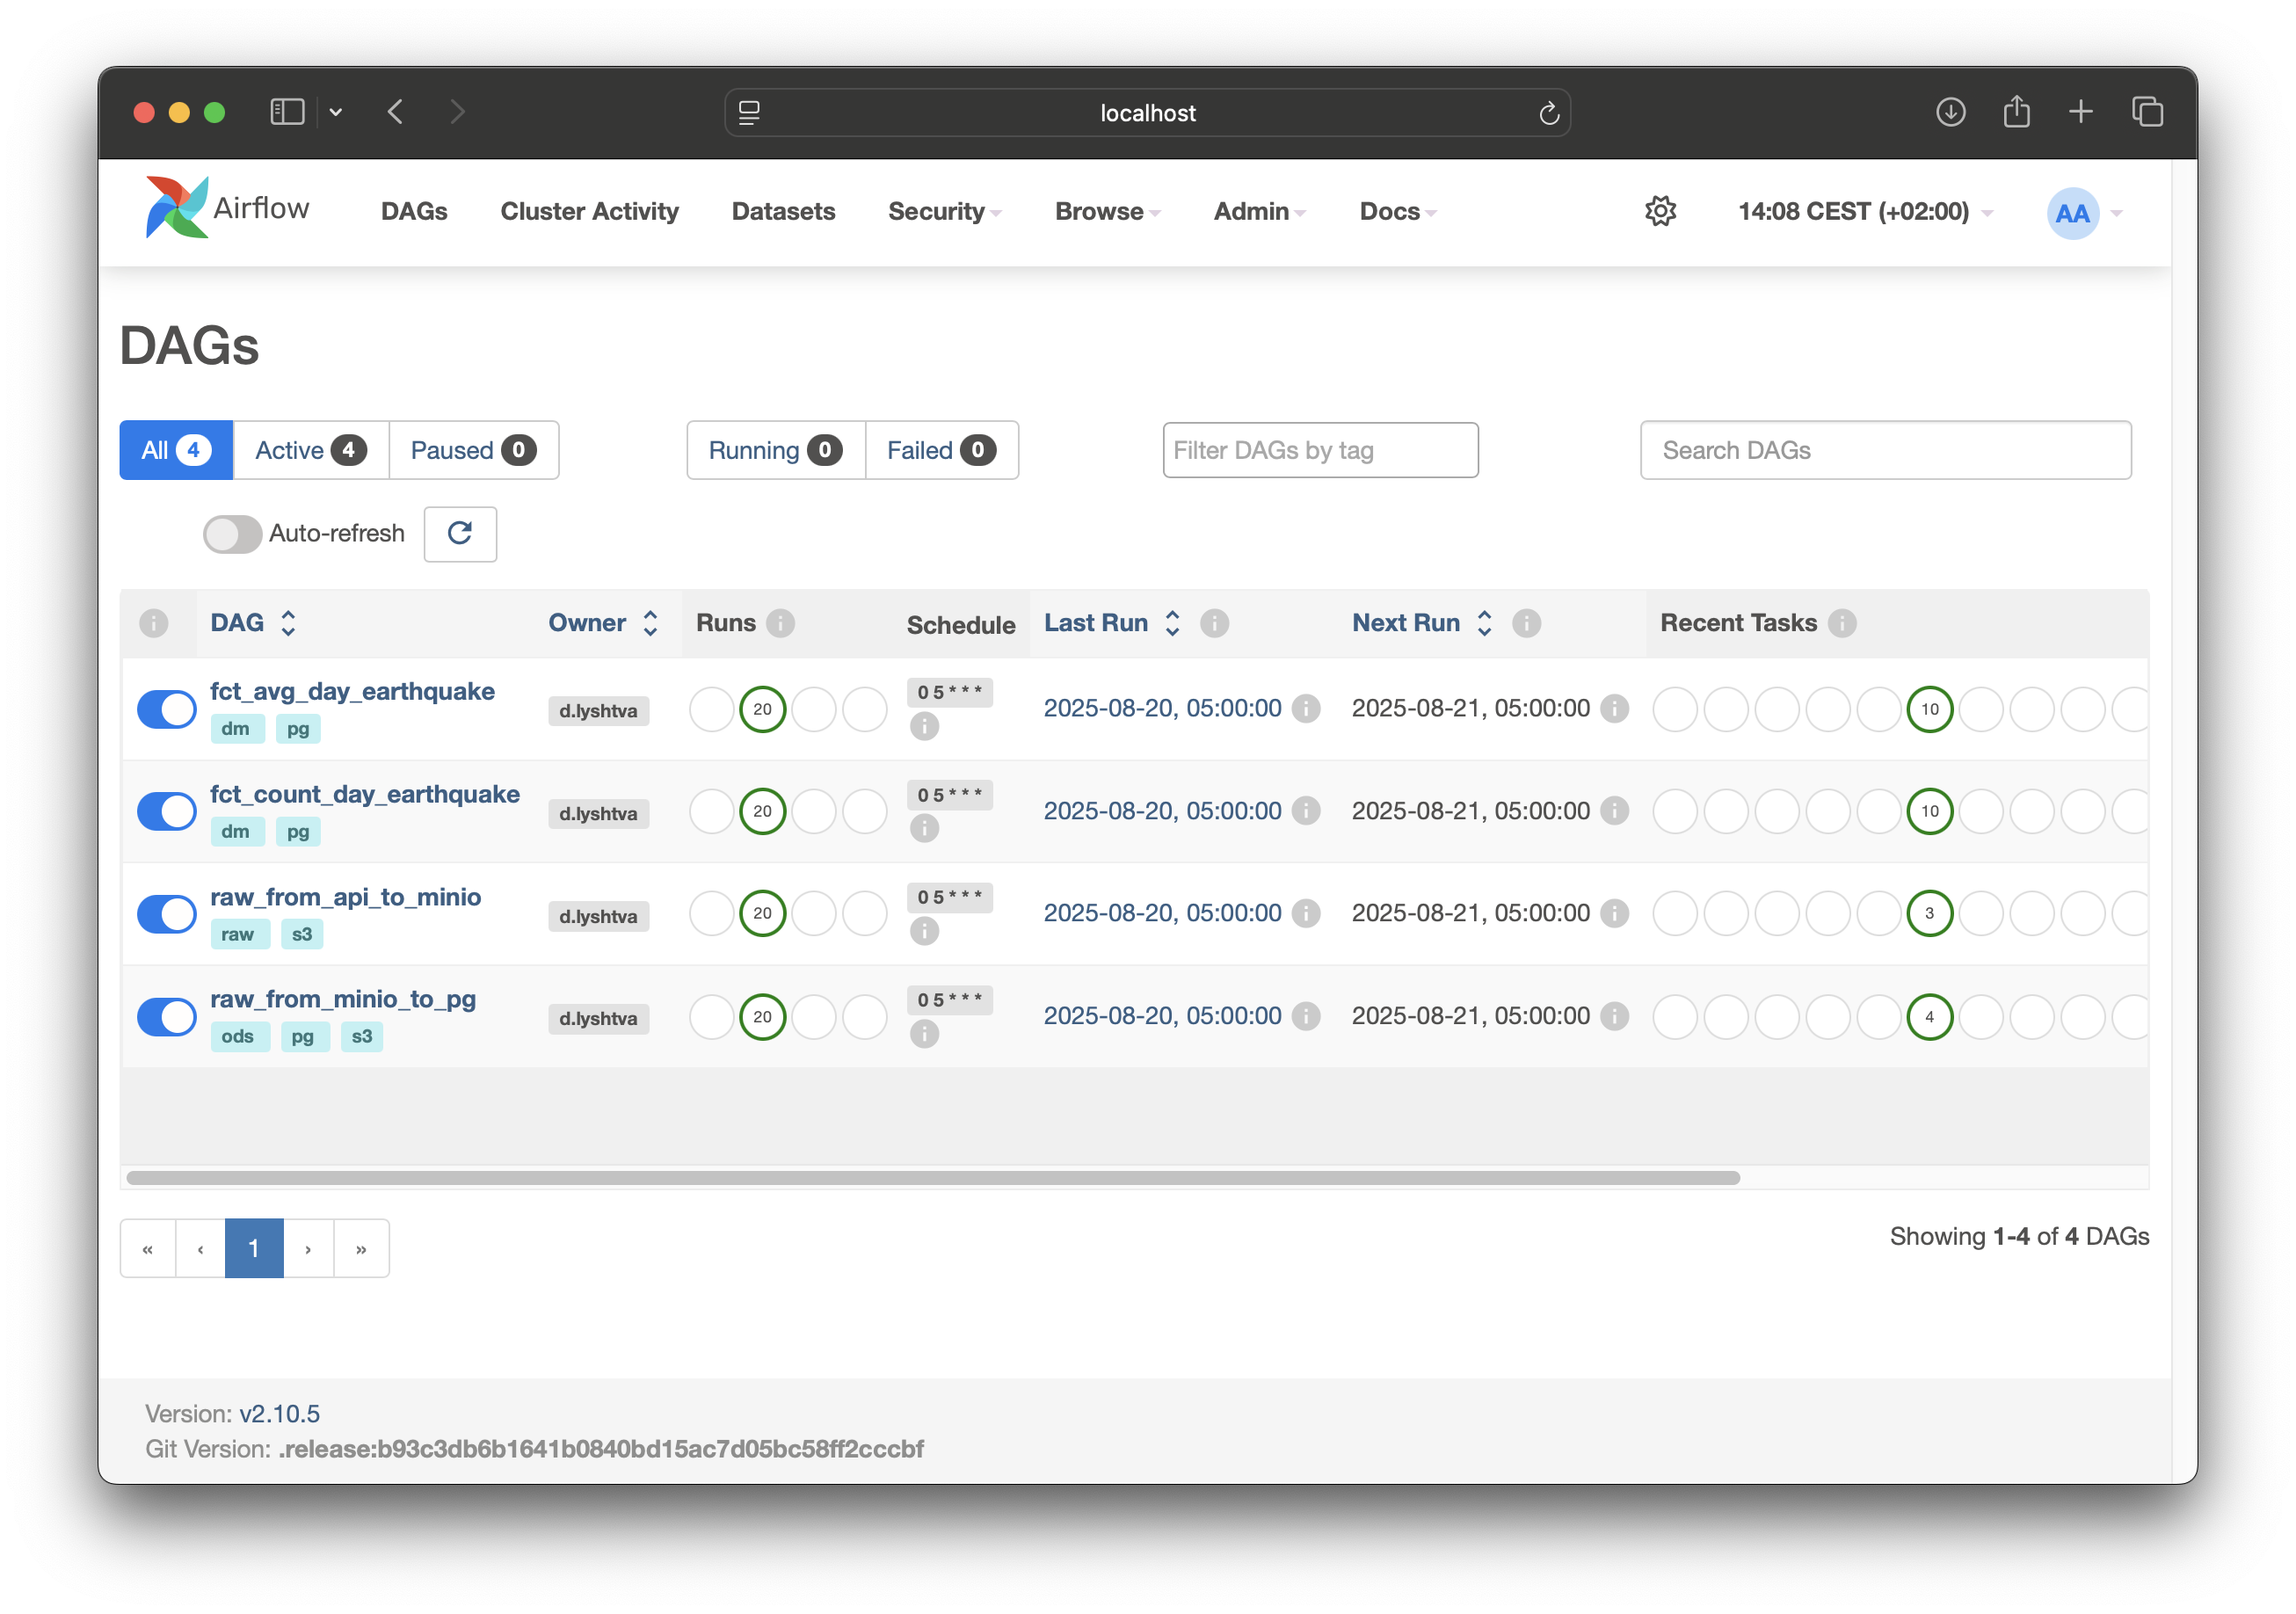 localhost
Airflow DAGs Cluster Activity Datasets Security Browse Admin Docs 14:08 CEST (+02:00) AA
DAGs
All 4 Active 4 Paused 0 Running 0 Failed 0 Filter DAGs by tag Search DAGs
Auto-refresh
DAG Owner Runs Schedule Last Run Next Run Recent Tasks
fct_avg_day_earthquake d.lyshtva 20 0 5 * * * 2025-08-20, 05:00:00 2025-08-21, 05:00:00 10
dm pg
fct_count_day_earthquake d.lyshtva 20 0 5 * * * 2025-08-20, 05:00:00 2025-08-21, 05:00:00 10
dm pg
raw_from_api_to_minio d.lyshtva 20 0 5 * * * 2025-08-20, 05:00:00 2025-08-21, 05:00:00 3
raw s3
raw_from_minio_to_pg d.lyshtva 20 0 5 * * * 2025-08-20, 05:00:00 2025-08-21, 05:00:00 4
ods pg s3
« ‹ 1 › »
Showing 1-4 of 4 DAGs
Version: v2.10.5
Git Version: .release:b93c3db6b1641b0840bd15ac7d05bc58ff2cccbf